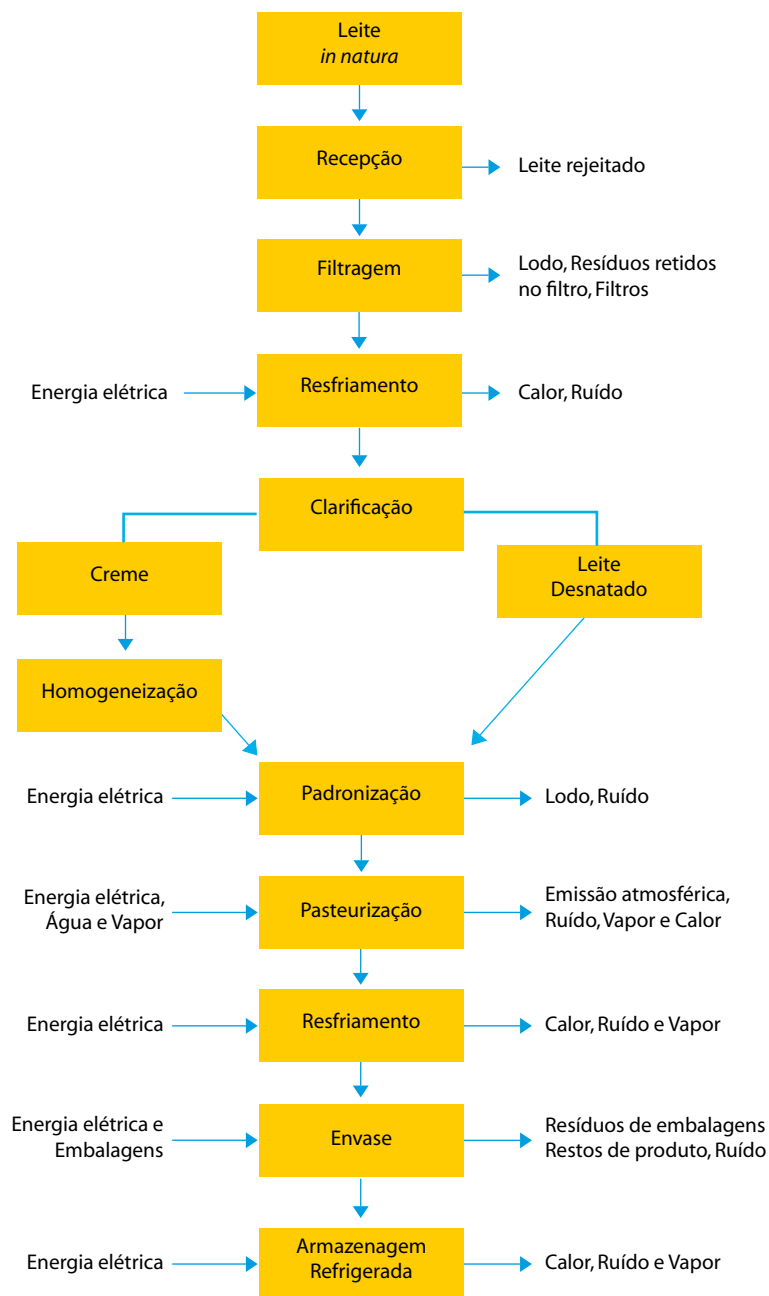 Leite
in natura
Recepção
Leite rejeitado
Filtragem
Lodo, Resíduos retidos
no filtro, Filtros
Energia elétrica
Resfriamento
Calor, Ruído
Clarificação
Creme
Leite
Desnatado
Homogeneização
Energia elétrica
Padronização
Lodo, Ruído
Energia elétrica,
Água e Vapor
Pasteurização
Emissão atmosférica,
Ruído, Vapor e Calor
Energia elétrica
Resfriamento
Calor, Ruído e Vapor
Energia elétrica e
Embalagens
Envase
Resíduos de embalagens
Restos de produto, Ruído
Energia elétrica
Armazenagem
Refrigerada
Calor, Ruído e Vapor